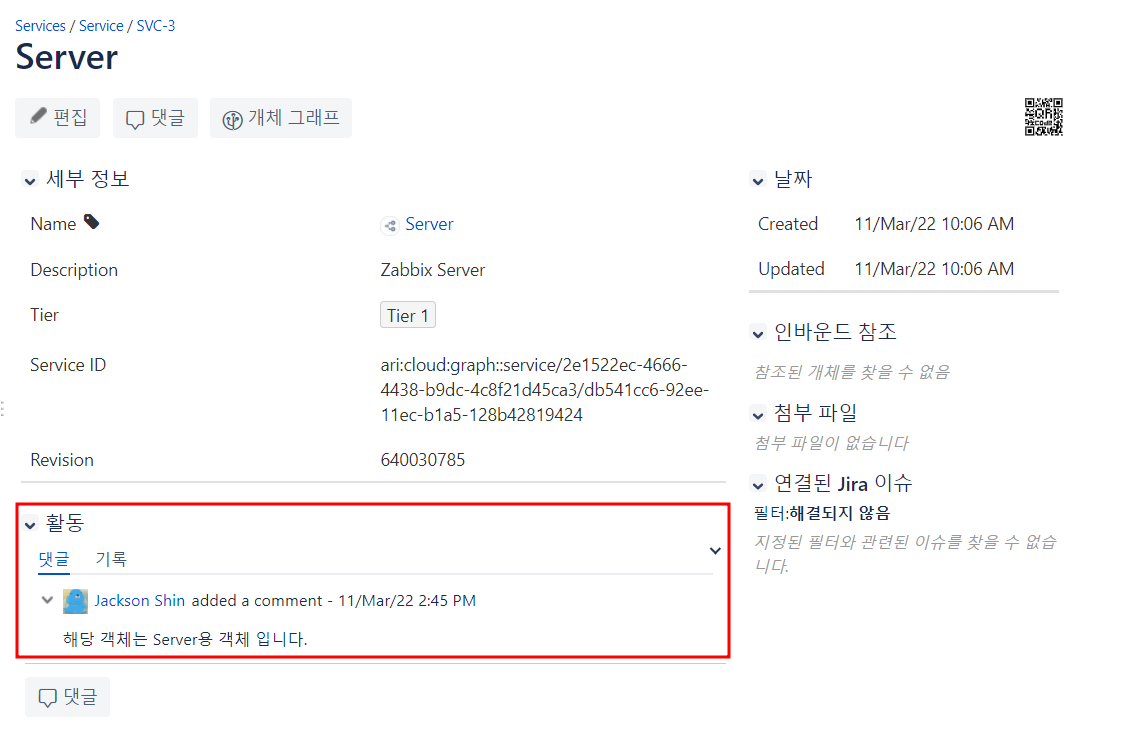 Services / Service / SVC-3
Server
편집 댓글 개체 그래프
세부 정보
Name Server
Description Zabbix Server
Tier Tier 1
Service ID ari:cloud:graph::service/2e1522ec-4666-
4438-b9dc-4c8f21d45ca3/db541cc6-92ee-
11ec-b1a5-128b42819424
Revision 640030785
활동
댓글 기록
Jackson Shin added a comment - 11/Mar/22 2:45 PM
해당 객체는 Server용 객체 입니다.
댓글
QR
CODE
날짜
Created 11/Mar/22 10:06 AM
Updated 11/Mar/22 10:06 AM
인바운드 참조
참조된 개체를 찾을 수 없음
첨부 파일
첨부 파일이 없습니다
연결된 Jira 이슈
필터:해결되지 않음
지정된 필터와 관련된 이슈를 찾을 수 없습
니다.